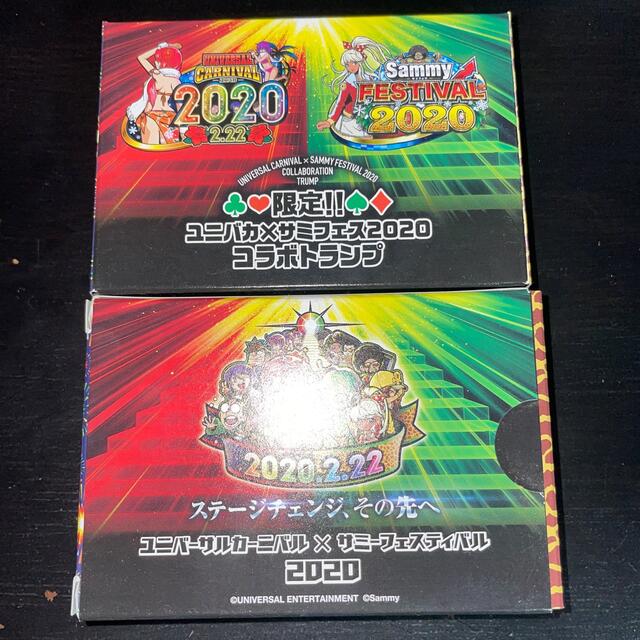 UNIVERSAL
CARNIVAL
2020
2.22
Sammy
FESTIVAL
2020
UNIVERSAL CARNIVAL × SAMMY FESTIVAL 2020
COLLABORATION
TRUMP
♣♥限定!!♠♦
ユニバカ×サミフェス2020
コラボトランプ
2020.2.22
ステージチェンジ、その先へ
ユニバーサルカーニバル × サミーフェスティバル
2020
©UNIVERSAL ENTERTAINMENT ©Sammy